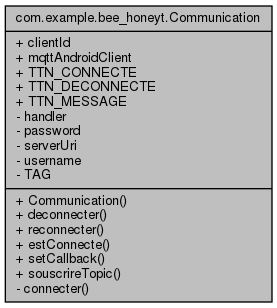 com.example.bee_honeyt.Communication
+ clientId
+ mqttAndroidClient
+ TTN_CONNECTE
+ TTN_DECONNECTE
+ TTN_MESSAGE
- handler
- password
- serverUri
- username
- TAG
+ Communication()
+ deconnecter()
+ reconnecter()
+ estConnecte()
+ setCallback()
+ souscrireTopic()
- connecter()